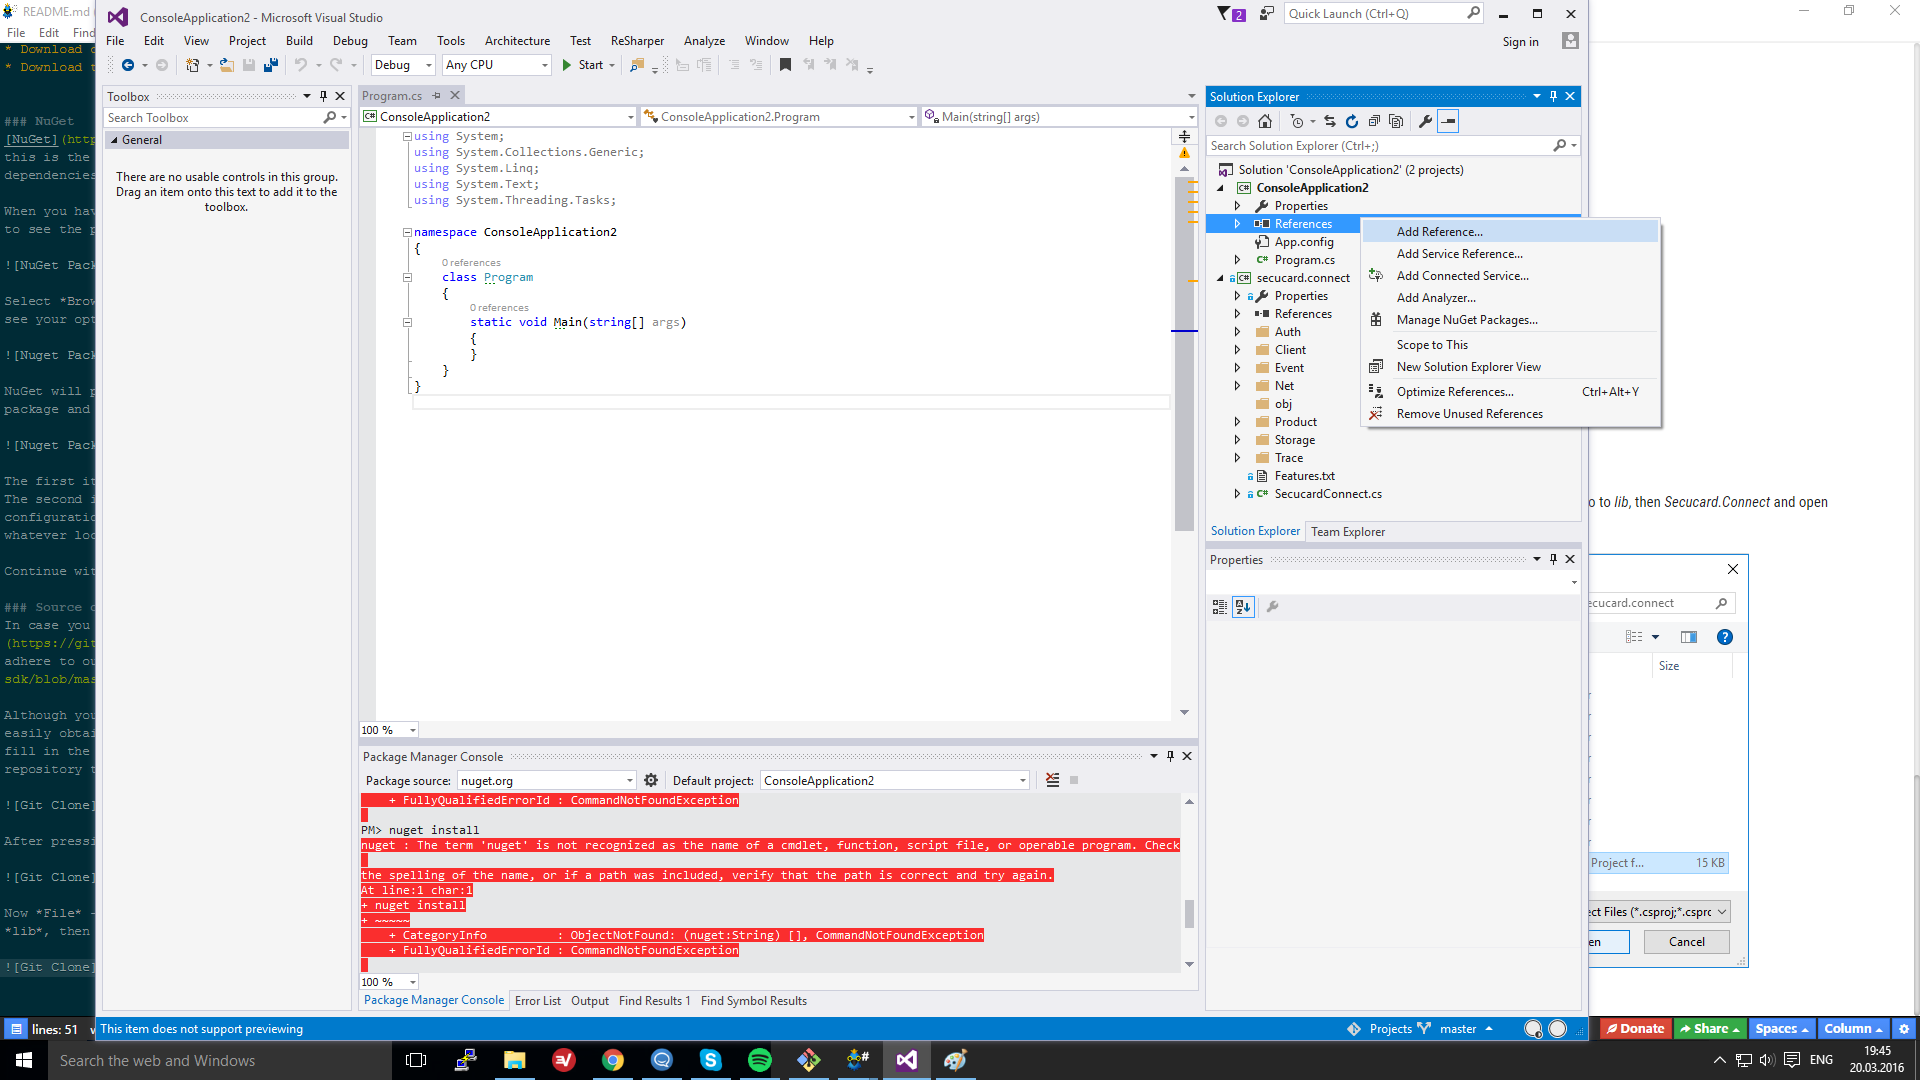 README.md
File Edit Find
* Download
* Download
### NuGet
[NuGet](http
this is the
dependencies
When you hav
to see the p
![NuGet Pack
Select *Brow
see your opt
![Nuget Pack
NuGet will p
package and
![Nuget Pack
The first it
The second i
configuratio
whatever loc
Continue wit
### Source c
In case you
(https://git
adhere to ou
sdk/blob/mas
Although you
easily obtai
fill in the
repository t
![Git Clone]
After pressi
![Git Clone]
Now *File* -
*lib*, then
![Git Clone]
lines: 51
ConsoleApplication2 - Microsoft Visual Studio
2
Quick Launch (Ctrl+Q)
File Edit View Project Build Debug Team Tools Architecture Test ReSharper Analyze Window Help
Sign in
Debug Any CPU Start
Toolbox
Search Toolbox
General
There are no usable controls in this group.
Drag an item onto this text to add it to the
toolbox.
Program.cs
ConsoleApplication2 ConsoleApplication2.Program Main(string[] args)
using System;
using System.Collections.Generic;
using System.Linq;
using System.Text;
using System.Threading.Tasks;
namespace ConsoleApplication2
{
0 references
class Program
{
0 references
static void Main(string[] args)
{
}
}
}
100 %
Package Manager Console
Package source: nuget.org Default project: ConsoleApplication2
+ FullyQualifiedErrorId : CommandNotFoundException
PM> nuget install
nuget : The term 'nuget' is not recognized as the name of a cmdlet, function, script file, or operable program. Check
the spelling of the name, or if a path was included, verify that the path is correct and try again.
At line:1 char:1
+ nuget install
+ ~~~~~
+ CategoryInfo : ObjectNotFound: (nuget:String) [], CommandNotFoundException
+ FullyQualifiedErrorId : CommandNotFoundException
100 %
Package Manager Console Error List Output Find Results 1 Find Symbol Results
Solution Explorer
Search Solution Explorer (Ctrl+;)
Solution 'ConsoleApplication2' (2 projects)
ConsoleApplication2
Properties
References
App.config
Program.cs
secucard.connect
Properties
References
Auth
Client
Event
Net
obj
Product
Storage
Trace
Features.txt
SecucardConnect.cs
Solution Explorer Team Explorer
Add Reference...
Add Service Reference...
Add Connected Service...
Add Analyzer...
Manage NuGet Packages...
Scope to This
New Solution Explorer View
Optimize References... Ctrl+Alt+Y
Remove Unused References
Properties
o to lib, then Secucard.Connect and open
ecucard.connect
Size
Project f... 15 KB
ect Files (*.csproj;*.cspro
en Cancel
This item does not support previewing
Projects master
Donate Share Spaces Column
Search the web and Windows
ENG
19:45
20.03.2016